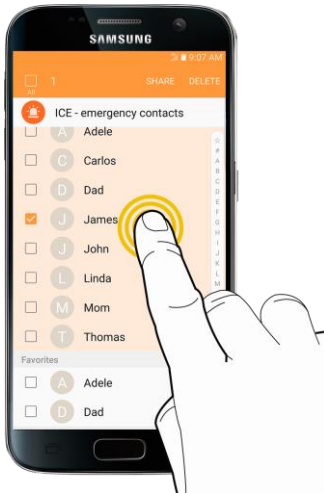 SAMSUNG
9:07 AM
All 1 SHARE DELETE
ICE - emergency contacts
A Adele
C Carlos
D Dad
J James
J John
L Linda
M Mom
T Thomas
Favorites
A Adele
D Dad
#
A
B
C
D
E
F
G
H
I
J
K
L
M